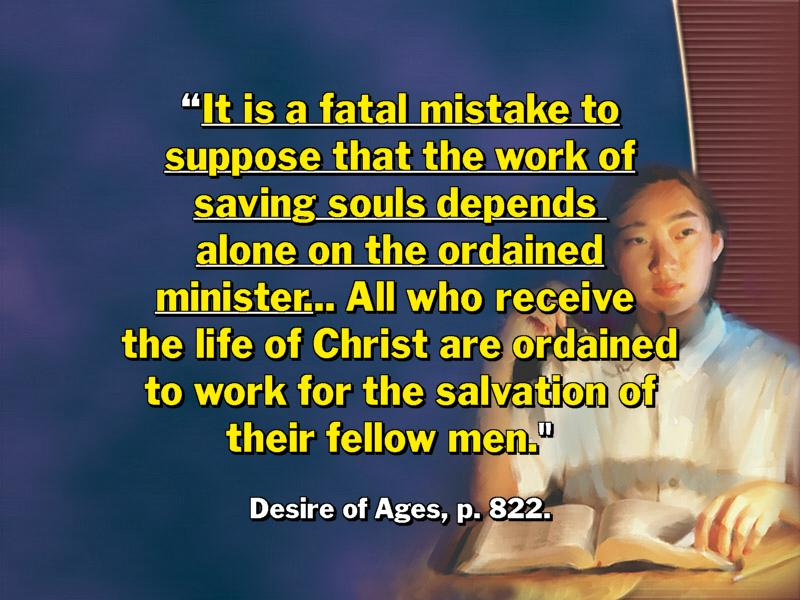 “It is a fatal mistake to
suppose that the work of
saving souls depends
alone on the ordained
minister... All who receive
the life of Christ are ordained
to work for the salvation of
their fellow men."
Desire of Ages, p. 822.